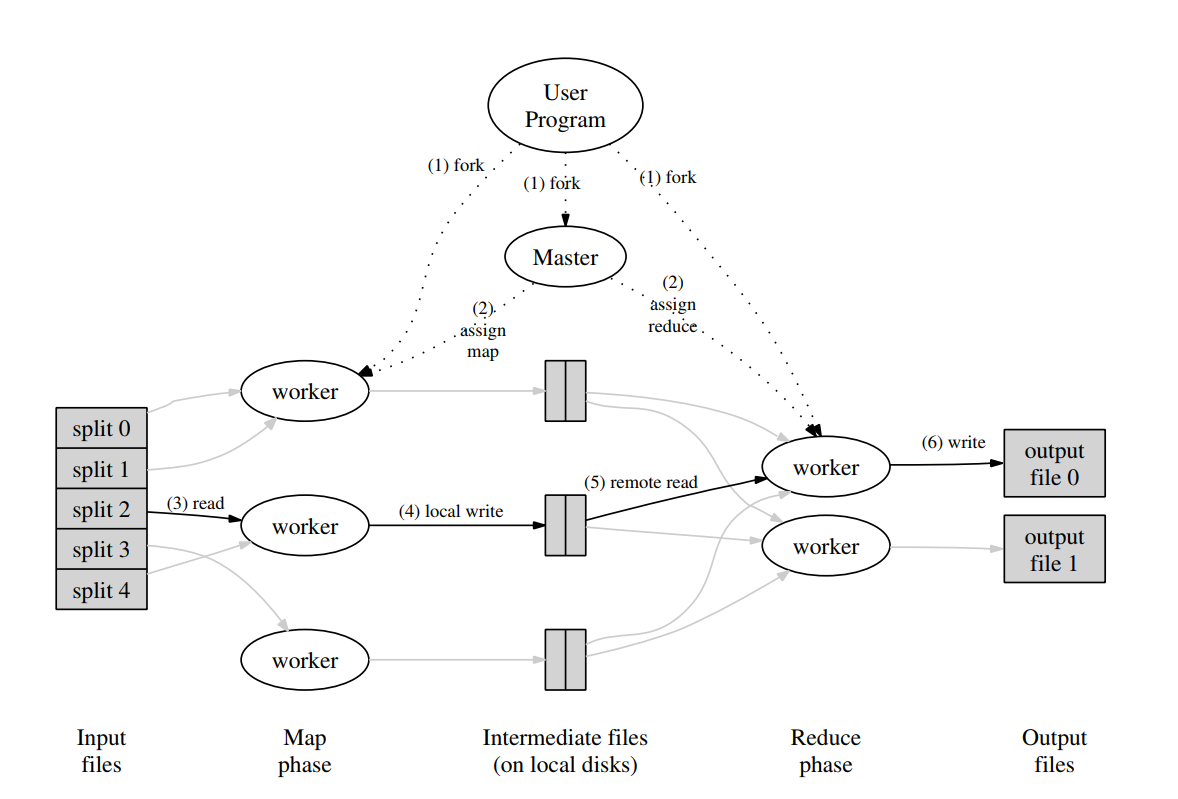 User
Program
(1) fork
(1) fork
(1) fork
Master
(2)
assign
map
(2)
assign
reduce
split 0
split 1
split 2
split 3
split 4
(3) read
worker
worker
worker
(4) local write
(5) remote read
worker
worker
(6) write
output
file 0
output
file 1
Input
files
Map
phase
Intermediate files
(on local disks)
Reduce
phase
Output
files